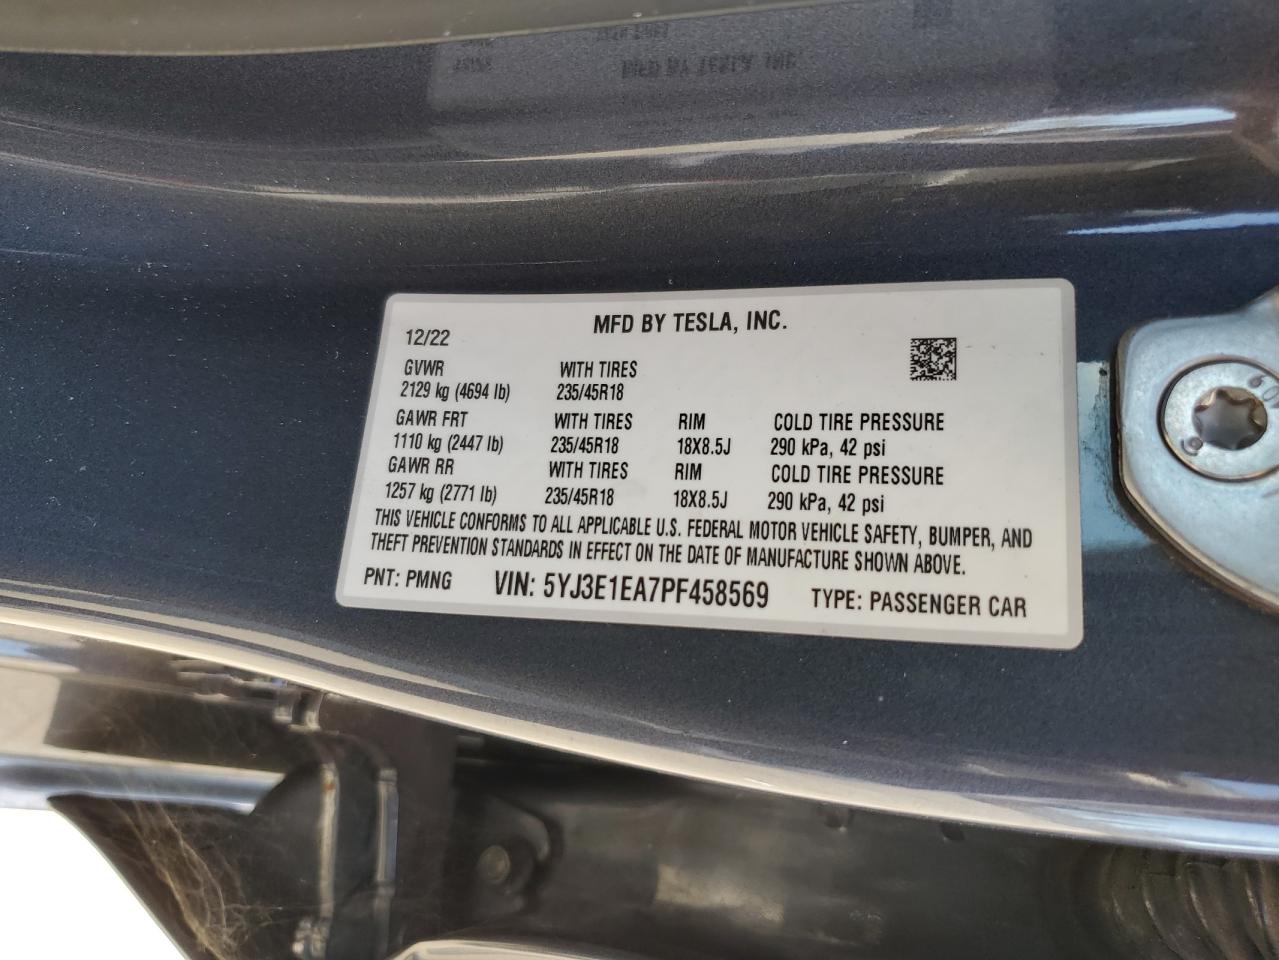 MFD BY TESLA, INC.
12/22
GVWR WITH TIRES
2129 kg (4694 lb) 235/45R18
GAWR FRT WITH TIRES RIM COLD TIRE PRESSURE
1110 kg (2447 lb) 235/45R18 18X8.5J 290 kPa, 42 psi
GAWR RR WITH TIRES RIM COLD TIRE PRESSURE
1257 kg (2771 lb) 235/45R18 18X8.5J 290 kPa, 42 psi
THIS VEHICLE CONFORMS TO ALL APPLICABLE U.S. FEDERAL MOTOR VEHICLE SAFETY, BUMPER, AND
THEFT PREVENTION STANDARDS IN EFFECT ON THE DATE OF MANUFACTURE SHOWN ABOVE.
PNT: PMNG VIN: 5YJ3E1EA7PF458569 TYPE: PASSENGER CAR